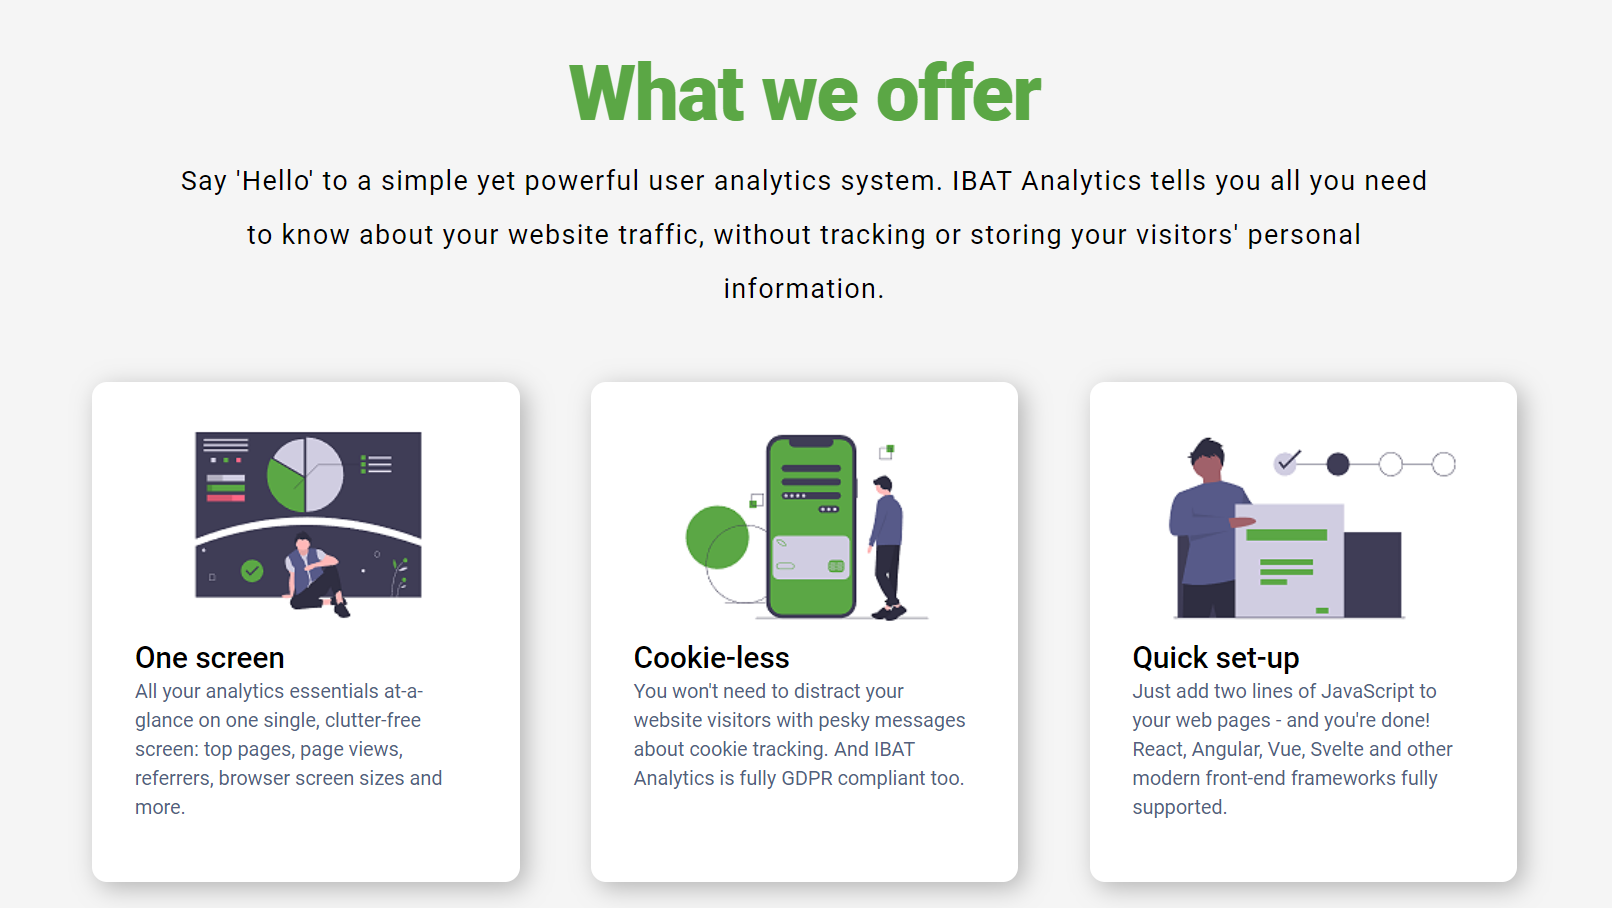 What we offer
Say 'Hello' to a simple yet powerful user analytics system. IBAT Analytics tells you all you need
to know about your website traffic, without tracking or storing your visitors' personal
information.
One screen
All your analytics essentials at-a-
glance on one single, clutter-free
screen: top pages, page views,
referrers, browser screen sizes and
more.
Cookie-less
You won't need to distract your
website visitors with pesky messages
about cookie tracking. And IBAT
Analytics is fully GDPR compliant too.
Quick set-up
Just add two lines of JavaScript to
your web pages - and you're done!
React, Angular, Vue, Svelte and other
modern front-end frameworks fully
supported.